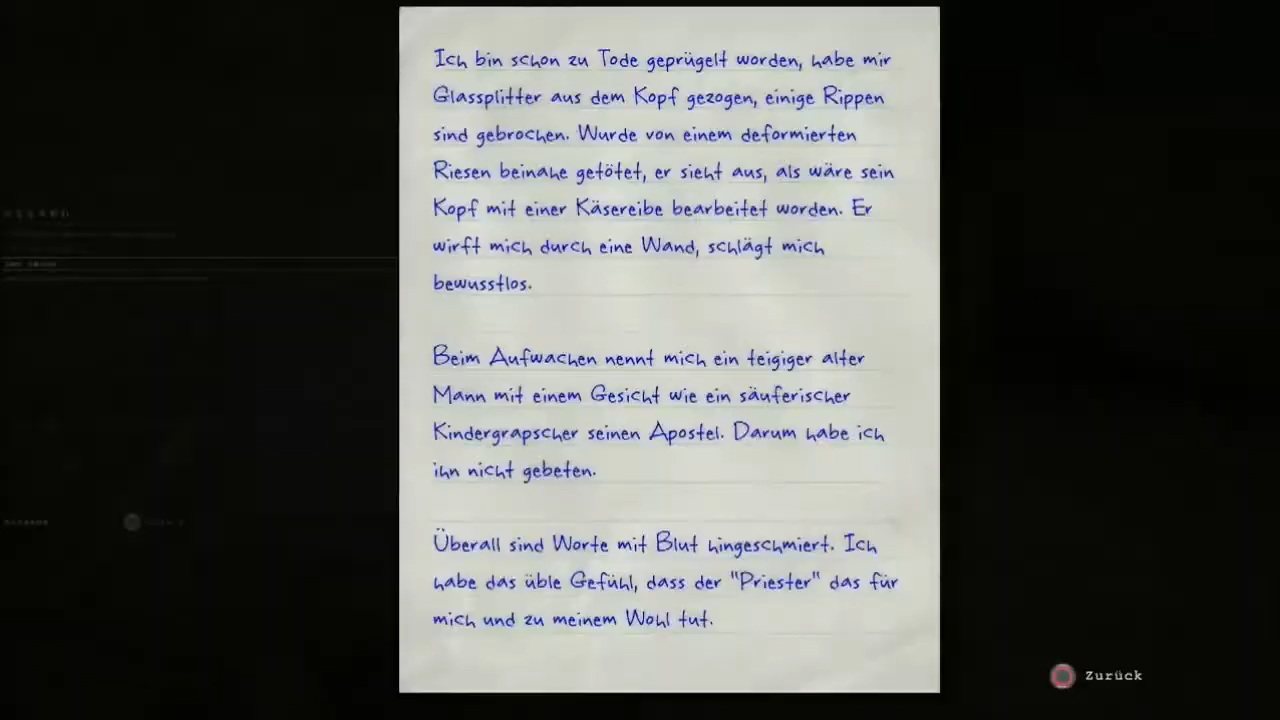 Ich bin schon zu Tode geprügelt worden, habe mir
Glassplitter aus dem Kopf gezogen, einige Rippen
sind gebrochen. Wurde von einem deformierten
Riesen beinahe getötet, er sieht aus, als wäre sein
Kopf mit einer Käsereibe bearbeitet worden. Er
wirft mich durch eine Wand, schlägt mich
bewusstlos.
Beim Aufwachen nennt mich ein teigiger alter
Mann mit einem Gesicht wie ein säuferischer
Kindergrapscher seinen Apostel. Darum habe ich
ihn nicht gebeten.
Überall sind Worte mit Blut hingeschmiert. Ich
habe das üble Gefühl, dass der "Priester" das für
mich und zu meinem Wohl tut.
Zurück